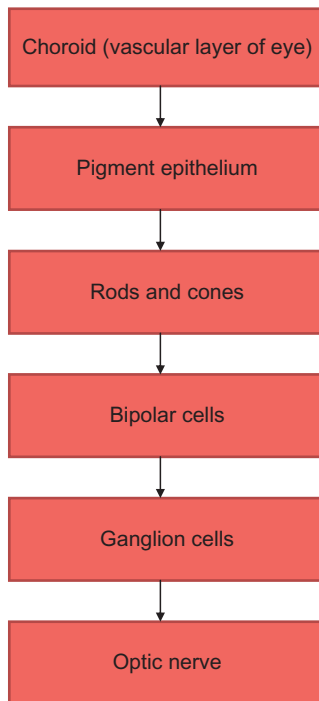 Choroid (vascular layer of eye)
Pigment epithelium
Rods and cones
Bipolar cells
Ganglion cells
Optic nerve